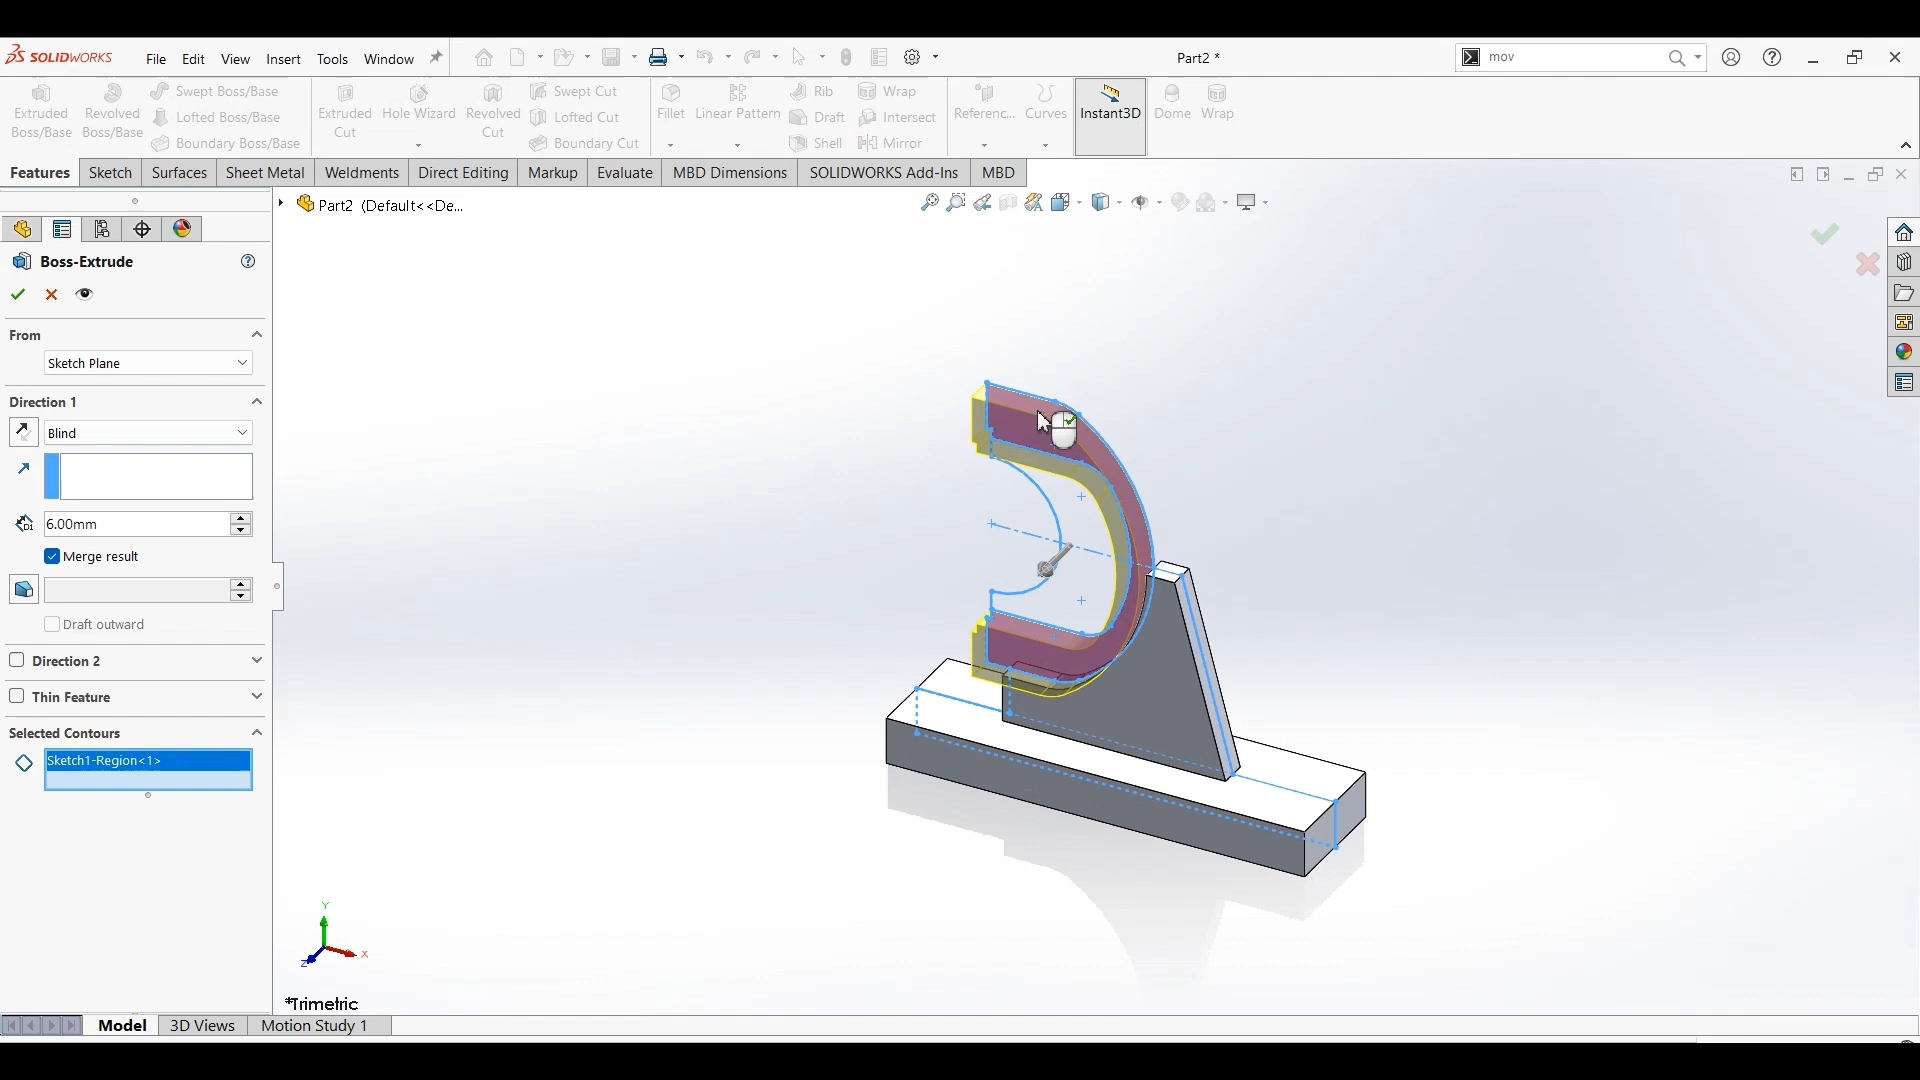 SOLIDWORKS File Edit View Insert Tools Window Part2 * mov
Extruded Boss/Base
Revolved Boss/Base
Swept Boss/Base
Lofted Boss/Base
Boundary Boss/Base
Extruded Cut
Hole Wizard
Revolved Cut
Swept Cut
Lofted Cut
Boundary Cut
Fillet
Linear Pattern
Rib
Draft
Shell
Wrap
Intersect
Mirror
Referenc...
Curves
Instant3D
Dome
Wrap
Features Sketch Surfaces Sheet Metal Weldments Direct Editing Markup Evaluate MBD Dimensions SOLIDWORKS Add-Ins MBD
Part2 (Default<<De...
Boss-Extrude
From
Sketch Plane
Direction 1
Blind
D1
6.00mm
Merge result
Draft outward
Direction 2
Thin Feature
Selected Contours
Sketch1-Region<1>
Y
X
Z
*Trimetric
Model 3D Views Motion Study 1